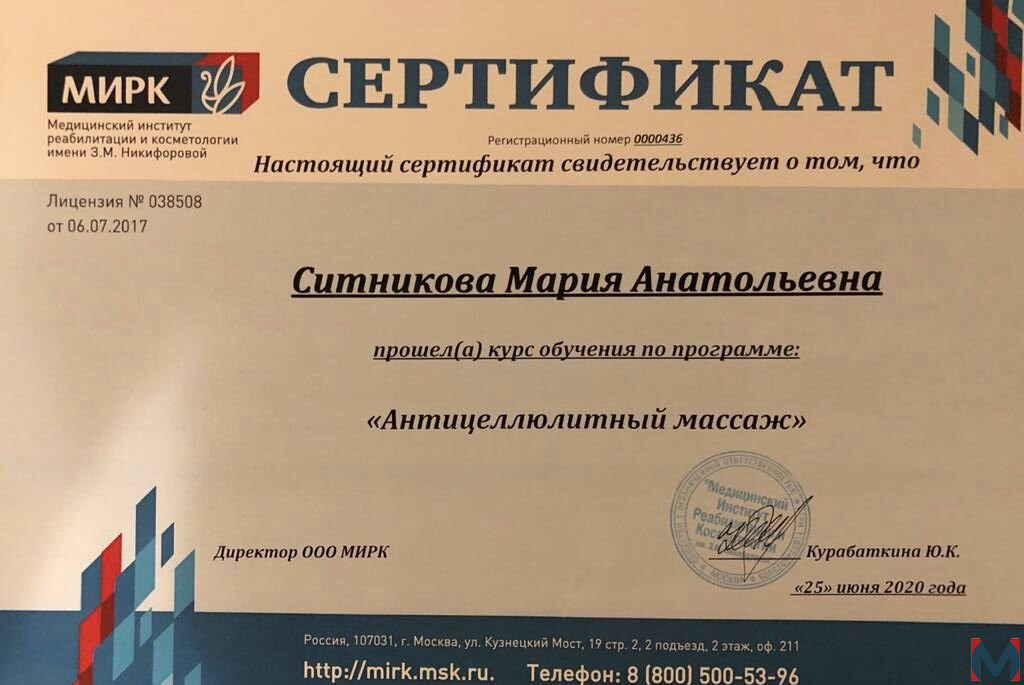 МИРК
Медицинский институт
реабилитации и косметологии
имени З.М. Никифоровой
СЕРТИФИКАТ
Регистрационный номер 0000436
Настоящий сертификат свидетельствует о том, что
Лицензия № 038508
от 06.07.2017
Ситникова Мария Анатольевна
прошел(а) курс обучения по программе:
«Антицеллюлитный массаж»
"Медицинский
Институт
Директор ООО МИРК
Курабаткина Ю.К.
«25» июня 2020 года
Россия, 107031, г. Москва, ул. Кузнецкий Мост, 19 стр. 2, 2 подъезд, 2 этаж, оф. 211
http://mirk.msk.ru. Телефон: 8 (800) 500-53-96
M